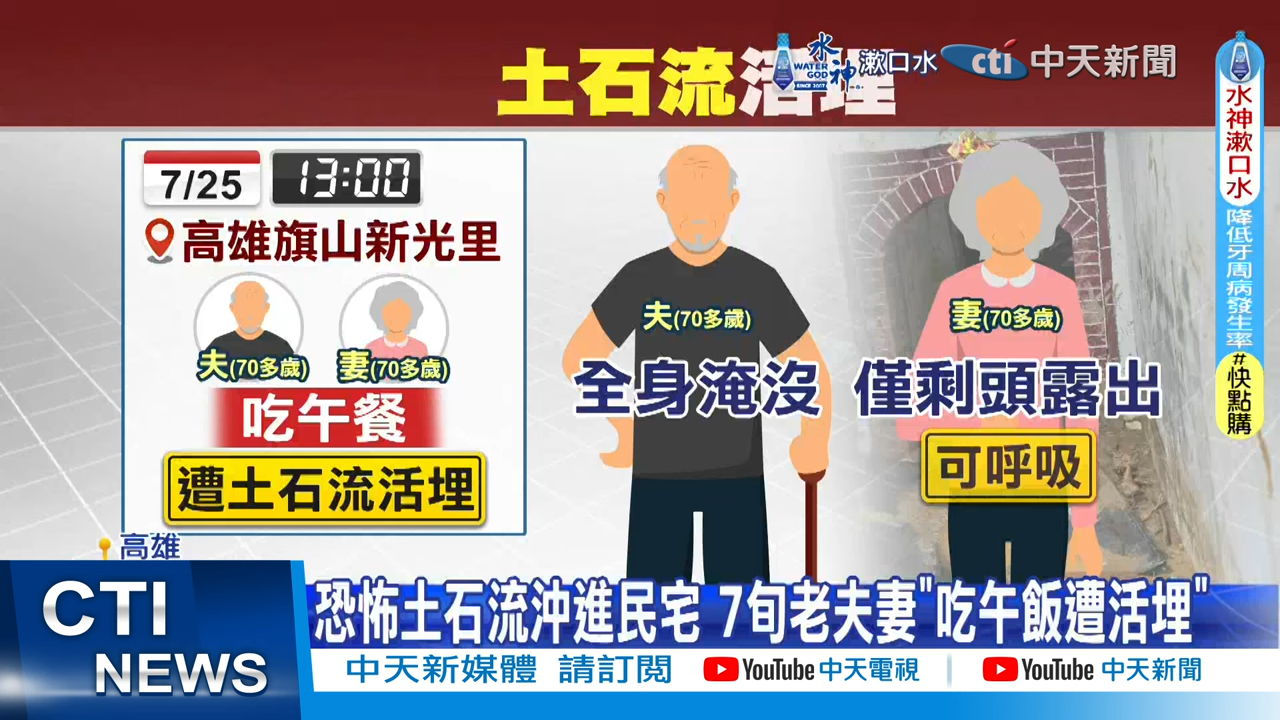 土石流活埋
水神
WATER GOD
SINCE 2007
漱口水
cti 中天新聞
7/25 13:00
高雄旗山新光里
夫(70多歲) 妻(70多歲)
吃午餐
遭土石流活埋
夫(70多歲)
全身淹沒
妻(70多歲)
僅剩頭露出
可呼吸
水神漱口水
降低牙周病發生率
#快點購
高雄
CTI NEWS
恐怖土石流沖進民宅 7旬老夫妻"吃午飯遭活埋"
中天新媒體 請訂閱 YouTube 中天電視 YouTube 中天新聞